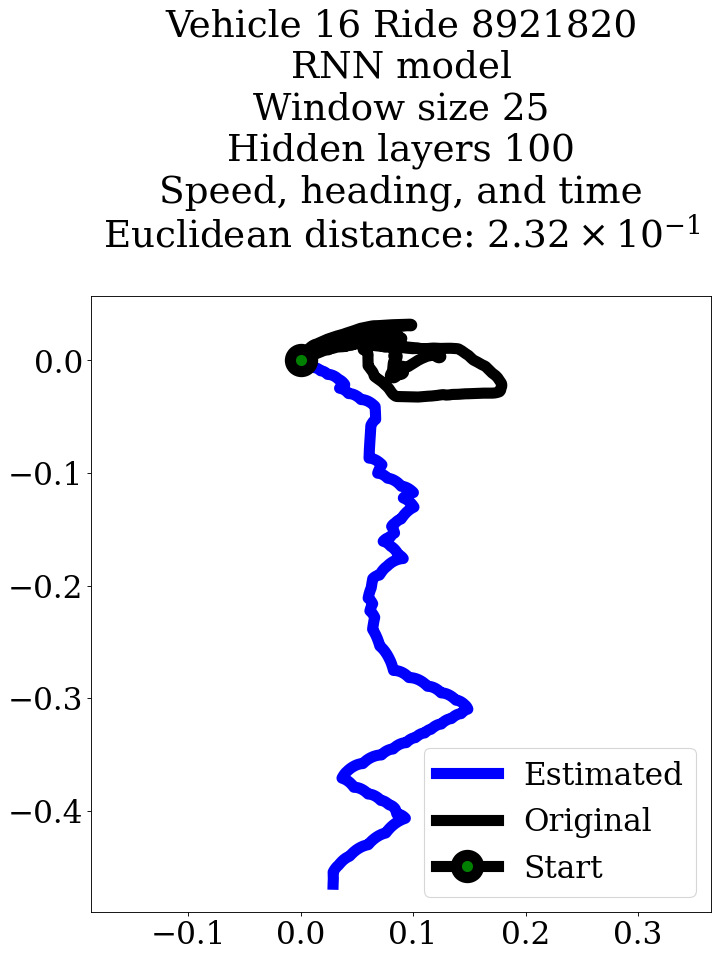 Vehicle 16 Ride 8921820
RNN model
Window size 25
Hidden layers 100
Speed, heading, and time
Euclidean distance: 2.32 × 10⁻¹
0.0
−0.1
−0.2
−0.3
−0.4
Estimated
Original
Start
−0.1 0.0 0.1 0.2 0.3